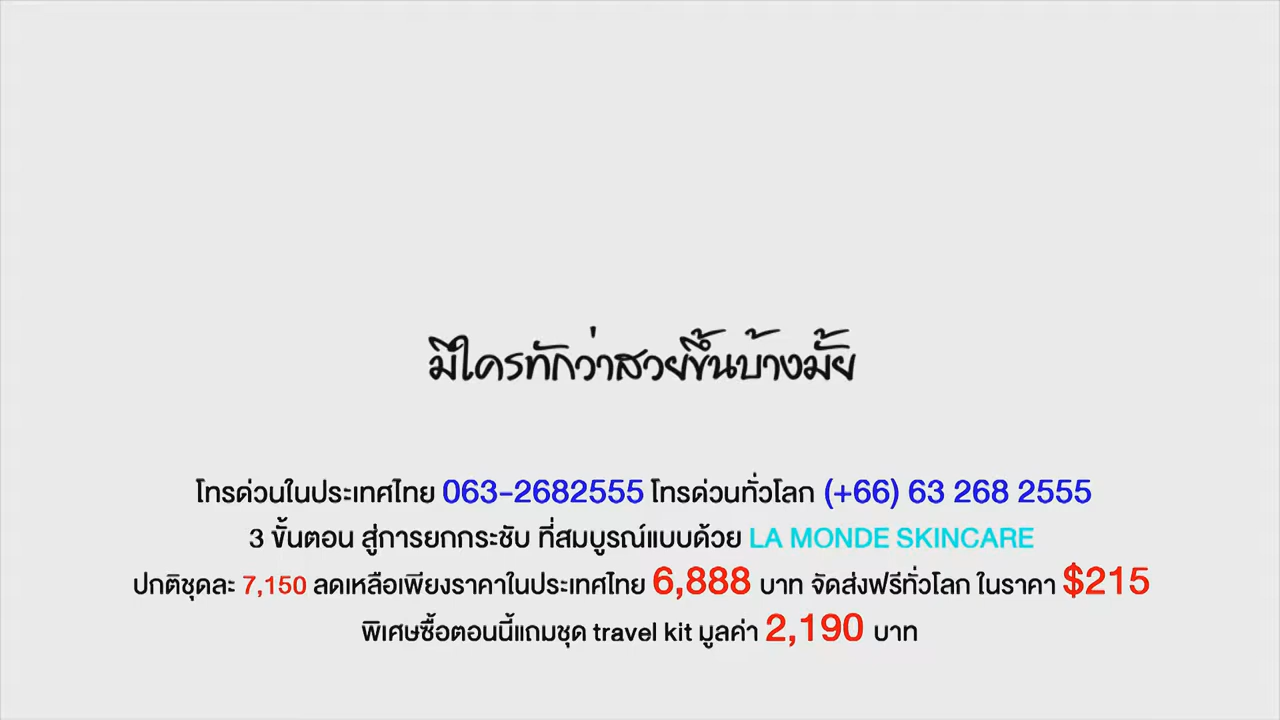 มีใครทักว่าสวยขึ้นบ้างมั้ย
โทรด่วนในประเทศไทย 063-2682555 โทรด่วนทั่วโลก (+66) 63 268 2555
3 ขั้นตอน สู่การยกกระชับ ที่สมบูรณ์แบบด้วย LA MONDE SKINCARE
ปกติชุดละ 7,150 ลดเหลือเพียงราคาในประเทศไทย 6,888 บาท จัดส่งฟรีทั่วโลก ในราคา $215
พิเศษซื้อตอนนี้แถมชุด travel kit มูลค่า 2,190 บาท